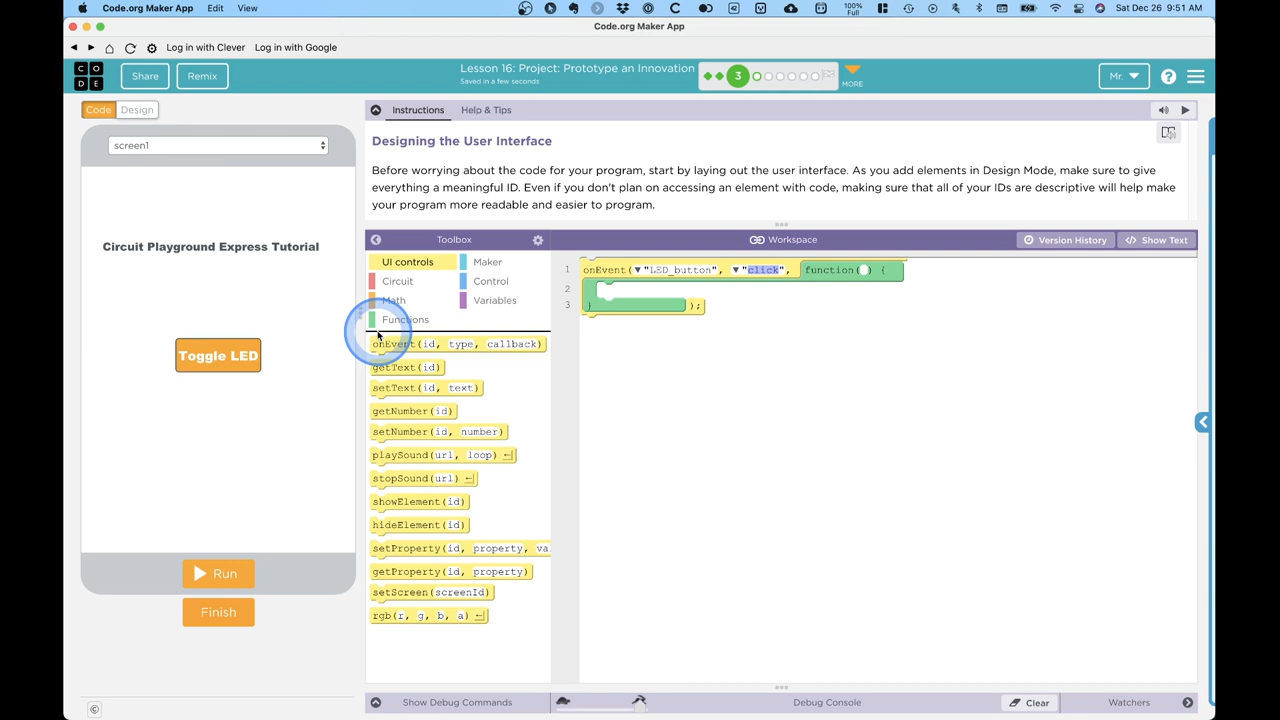 Code.org Maker App Edit View
42
100%
Full
Sat Dec 26 9:51 AM
Code.org Maker App
Log in with Clever Log in with Google
C O
D E
Share
Remix
Lesson 16: Project: Prototype an Innovation
Saved in a few seconds
3
MORE
Mr.
?
Code
Design
Instructions
Help & Tips
screen1
Designing the User Interface
Before worrying about the code for your program, start by laying out the user interface. As you add elements in Design Mode, make sure to give
everything a meaningful ID. Even if you don't plan on accessing an element with code, making sure that all of your IDs are descriptive will help make
your program more readable and easier to program.
Toolbox
Workspace
Version History
</> Show Text
UI controls
Maker
Circuit
Control
Math
Variables
Functions
onEvent(id, type, callback)
getText(id)
setText(id, text)
getNumber(id)
setNumber(id, number)
playSound(url, loop)
stopSound(url)
showElement(id)
hideElement(id)
setProperty(id, property, va
getProperty(id, property)
setScreen(screenId)
rgb(r, g, b, a)
1 onEvent("LED_button", "click", function( ) {
2
3 } );
Circuit Playground Express Tutorial
Toggle LED
Run
Finish
©
Show Debug Commands
Debug Console
Clear
Watchers